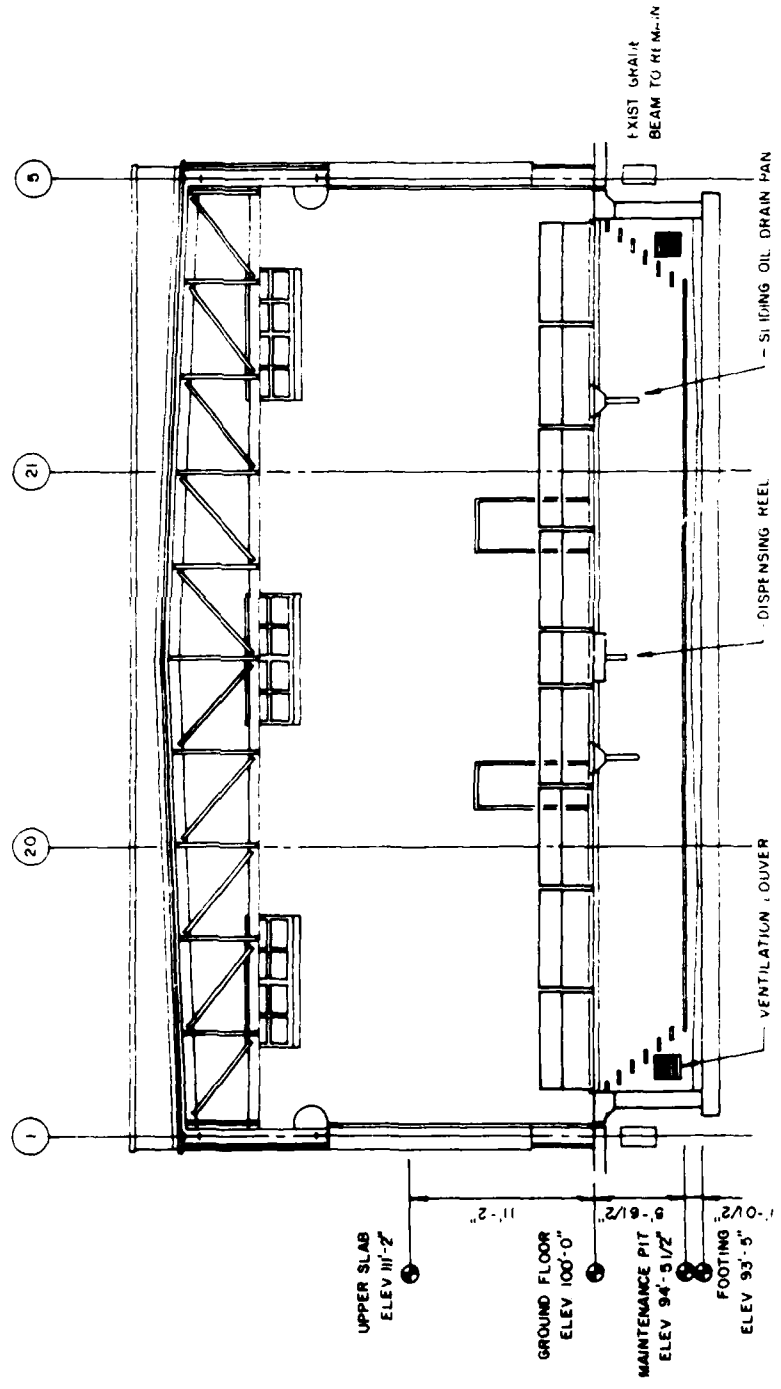 1
20
21
5
UPPER SLAB
ELEV 111'-2"
GROUND FLOOR
ELEV 100'-0"
MAINTENANCE PIT
ELEV 94'-5 1/2"
FOOTING
ELEV 93'-5"
11'-2"
5'-6 1/2"
1'-0 1/2"
VENTILATION LOUVER
DISPENSING REEL
SLIDING OIL DRAIN PAN
EXIST GRADE
BEAM TO REMAIN